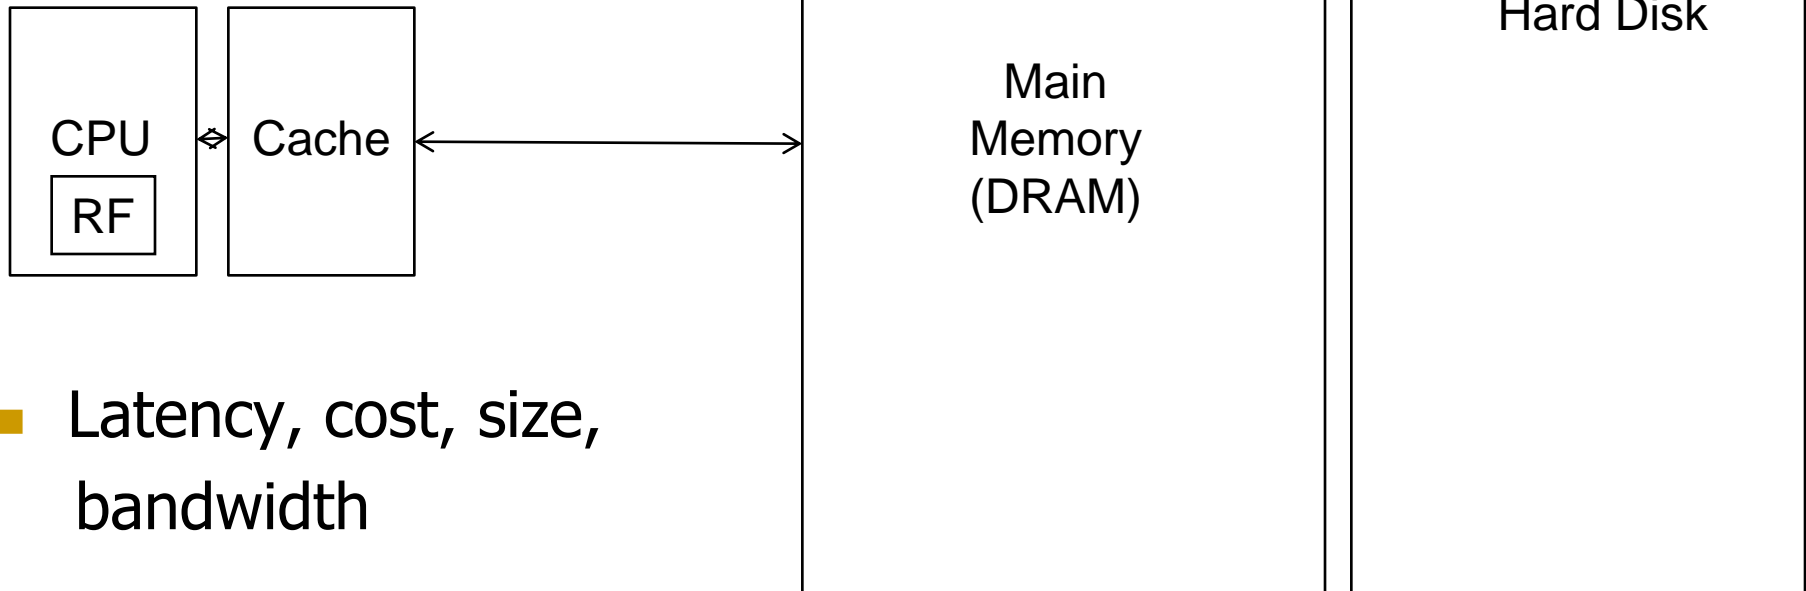 CPU
RF
Cache
Main
Memory
(DRAM)
Hard Disk
Latency, cost, size,
bandwidth